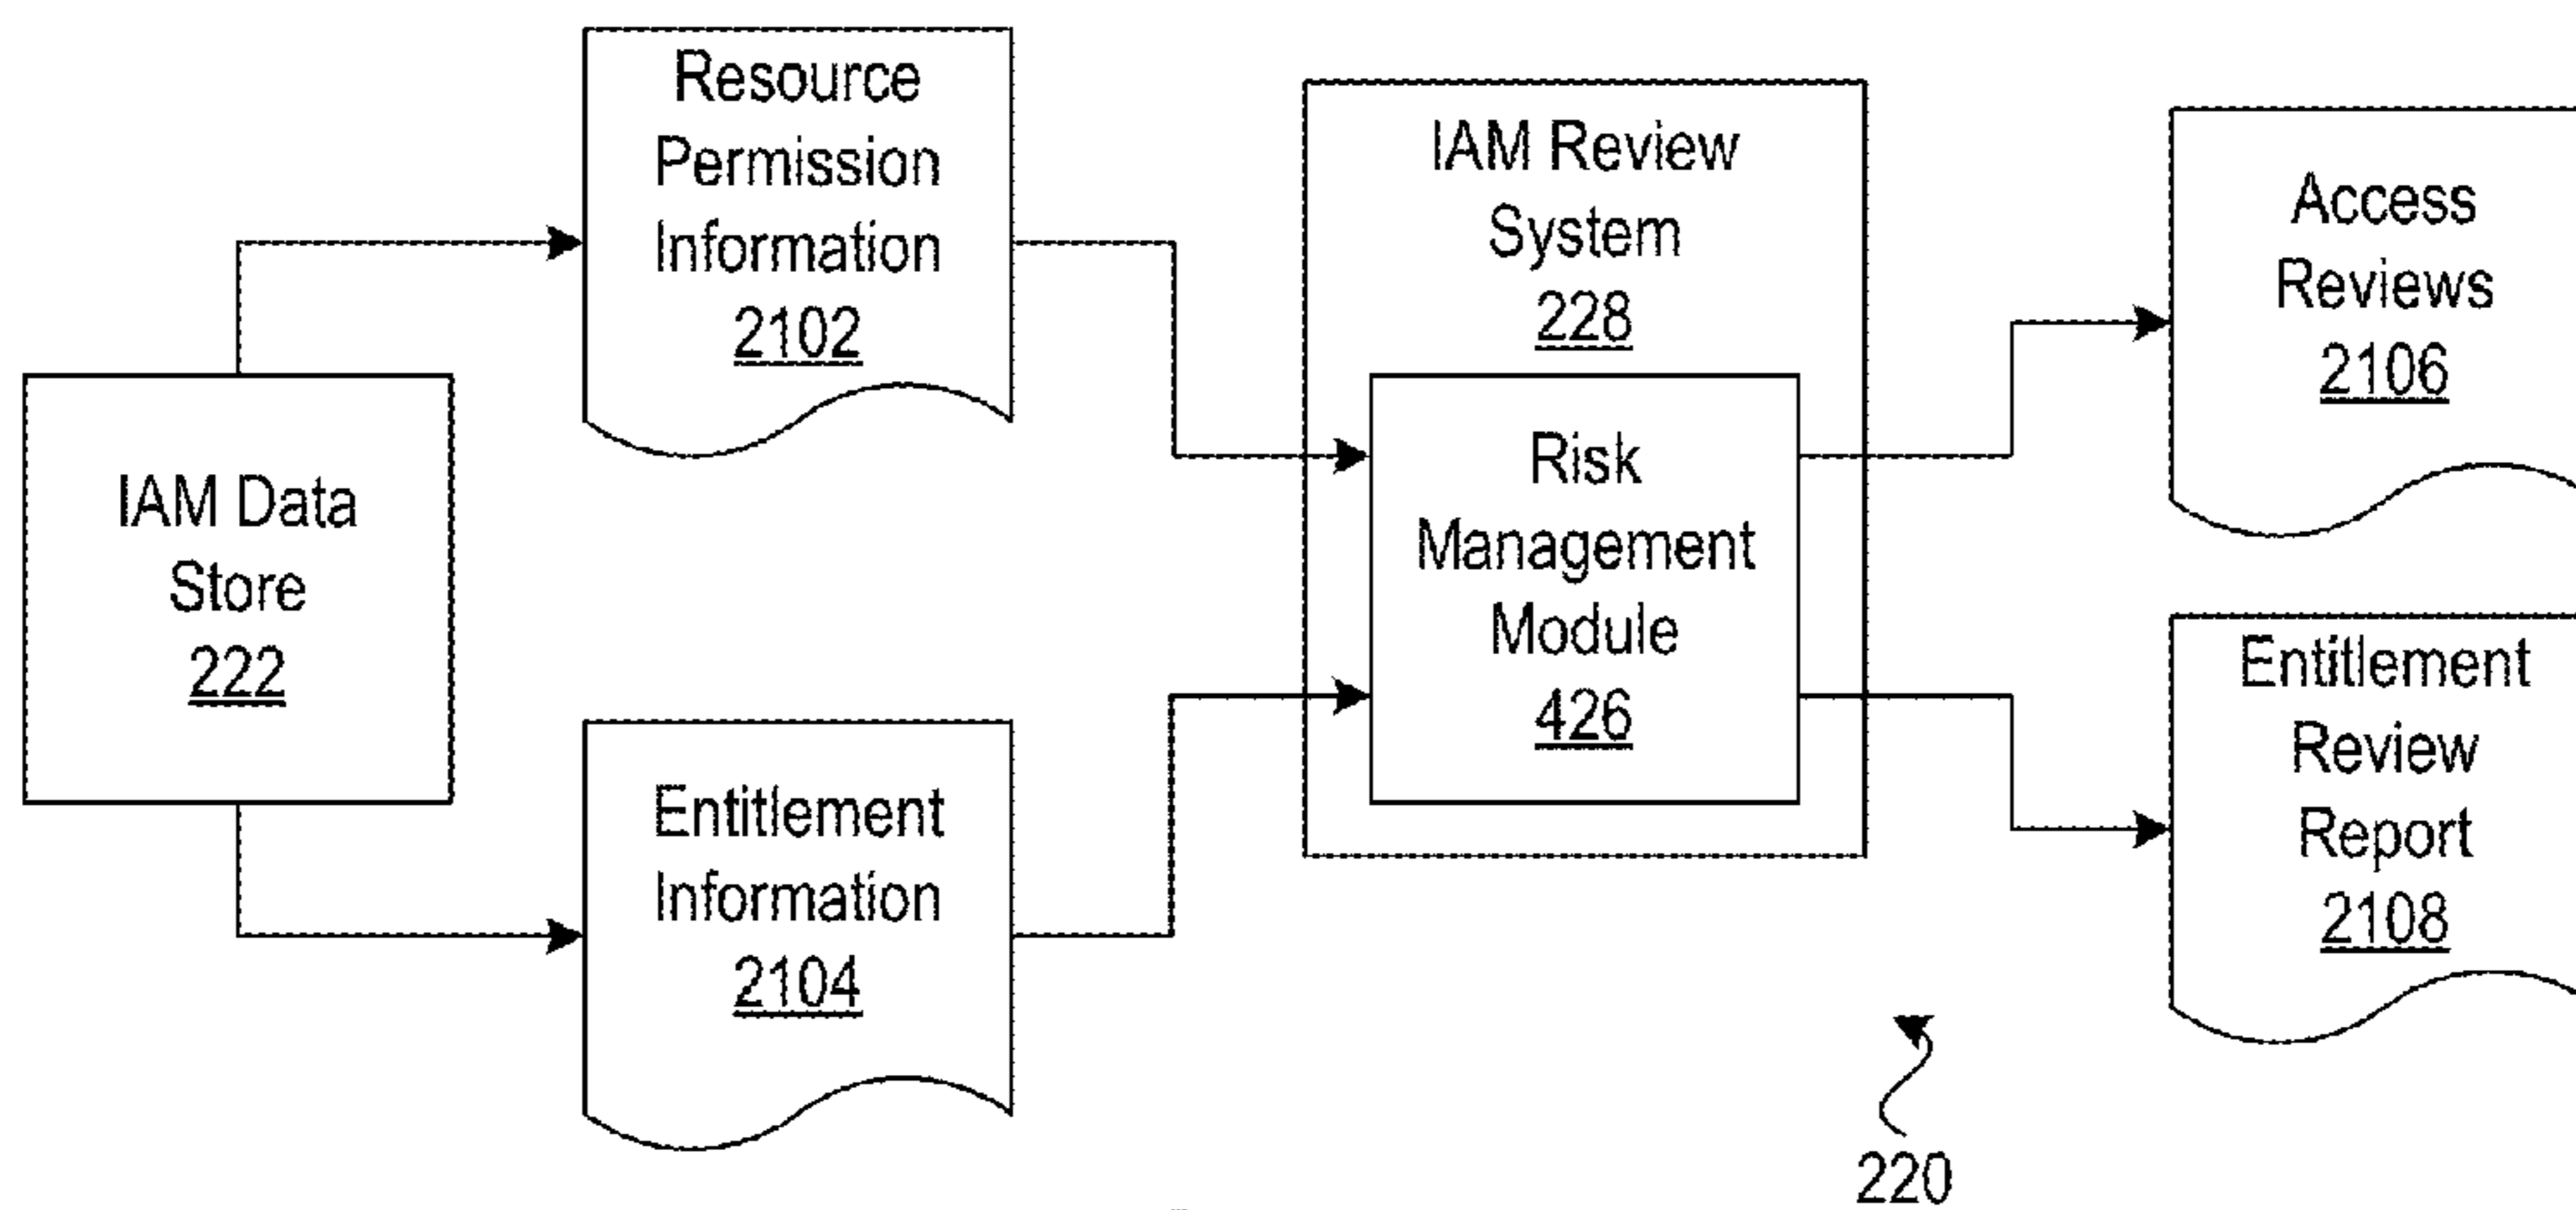 Resource
Permission
Information
2102
IAM Data
Store
222
Entitlement
Information
2104
IAM Review
System
228
Risk
Management
Module
426
Access
Reviews
2106
Entitlement
Review
Report
2108
220